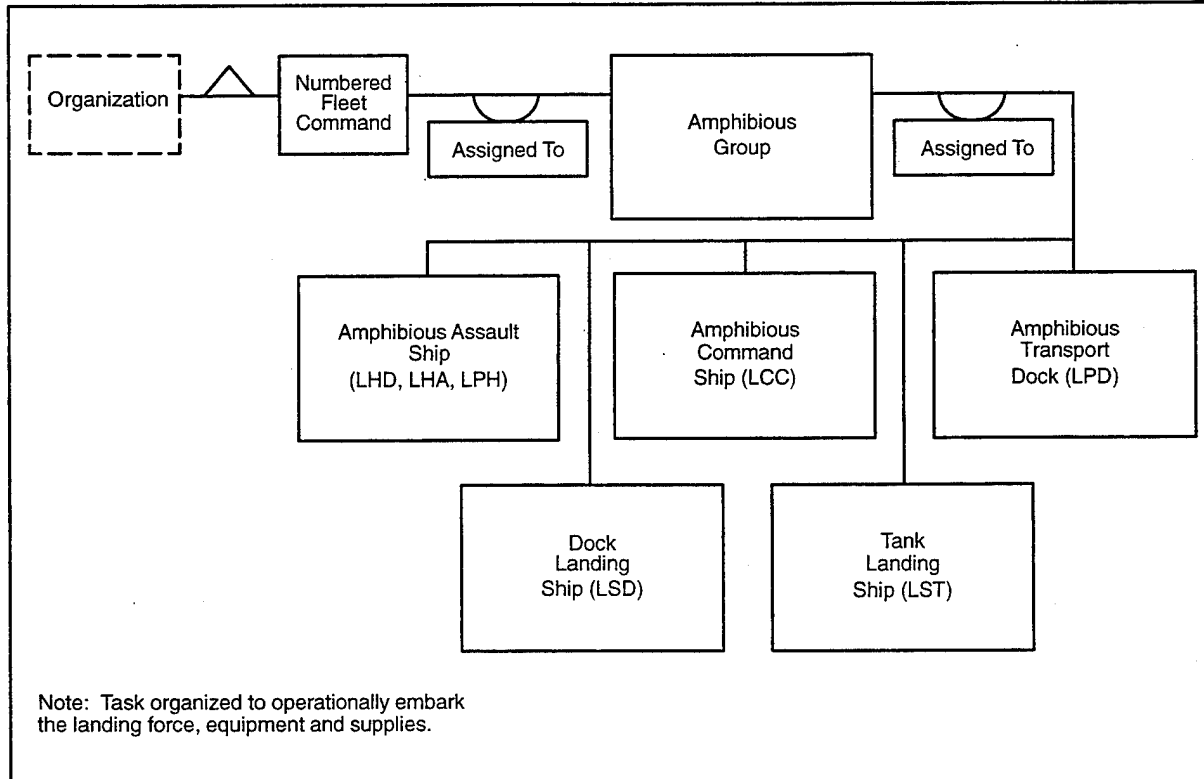 Organization
Numbered
Fleet
Command
Assigned To
Amphibious
Group
Assigned To
Amphibious Assault
Ship
(LHD, LHA, LPH)
Amphibious
Command
Ship (LCC)
Amphibious
Transport
Dock (LPD)
Dock
Landing
Ship (LSD)
Tank
Landing
Ship (LST)
Note: Task organized to operationally embark
the landing force, equipment and supplies.